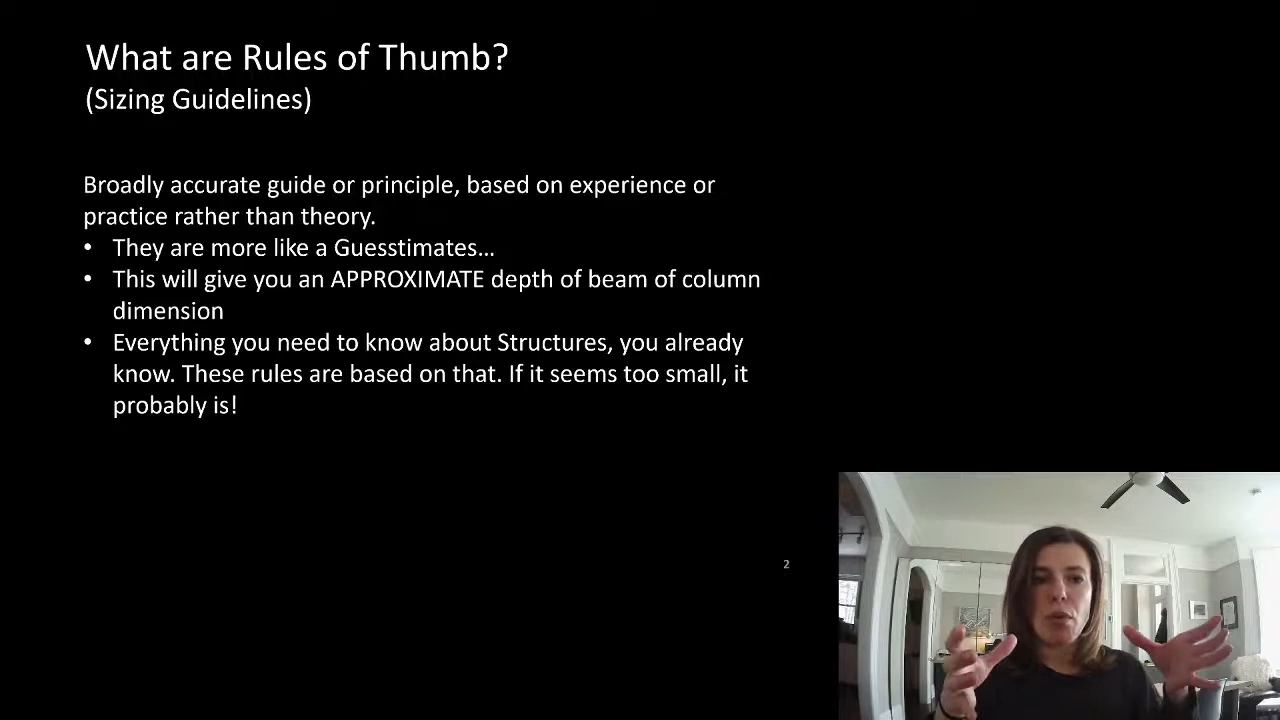 What are Rules of Thumb?
(Sizing Guidelines)
Broadly accurate guide or principle, based on experience or
practice rather than theory.
• They are more like a Guesstimates…
• This will give you an APPROXIMATE depth of beam of column
dimension
• Everything you need to know about Structures, you already
know. These rules are based on that. If it seems too small, it
probably is!
2